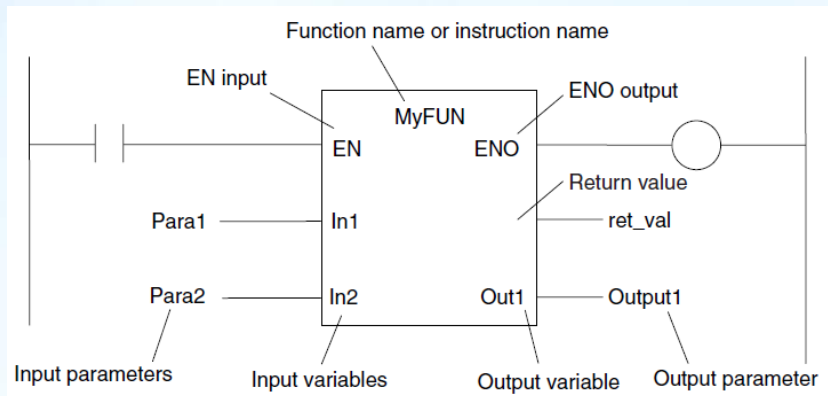 Function name or instruction name
EN input
ENO output
MyFUN
EN
ENO
Return value
Para1
In1
ret_val
Para2
In2
Out1
Output1
Input parameters
Input variables
Output variable
Output parameter